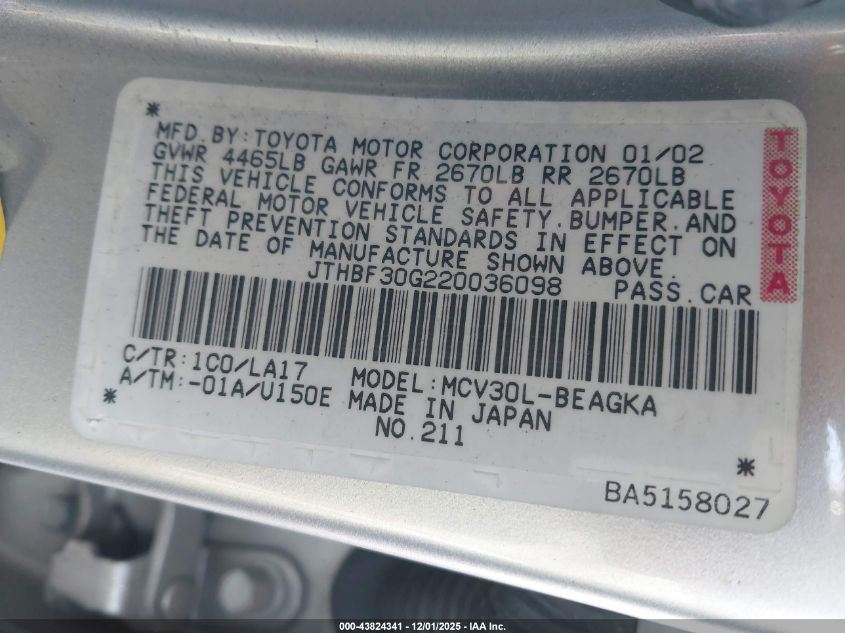 *
MFD.BY:TOYOTA MOTOR CORPORATION 01/02
GVWR 4465LB GAWR FR 2670LB RR 2670LB
THIS VEHICLE CONFORMS TO ALL APPLICABLE
FEDERAL MOTOR VEHICLE SAFETY,BUMPER,AND
THEFT PREVENTION STANDARDS IN EFFECT ON
THE DATE OF MANUFACTURE SHOWN ABOVE.
JTHBF30G220036098 PASS.CAR
TOYOTA
C/TR:1C0/LA17 MODEL:MCV30L-BEAGKA
A/TM:-01A/U150E MADE IN JAPAN
* NO.211 *
BA5158027
000-43824341 - 12/01/2025 - IAA Inc.